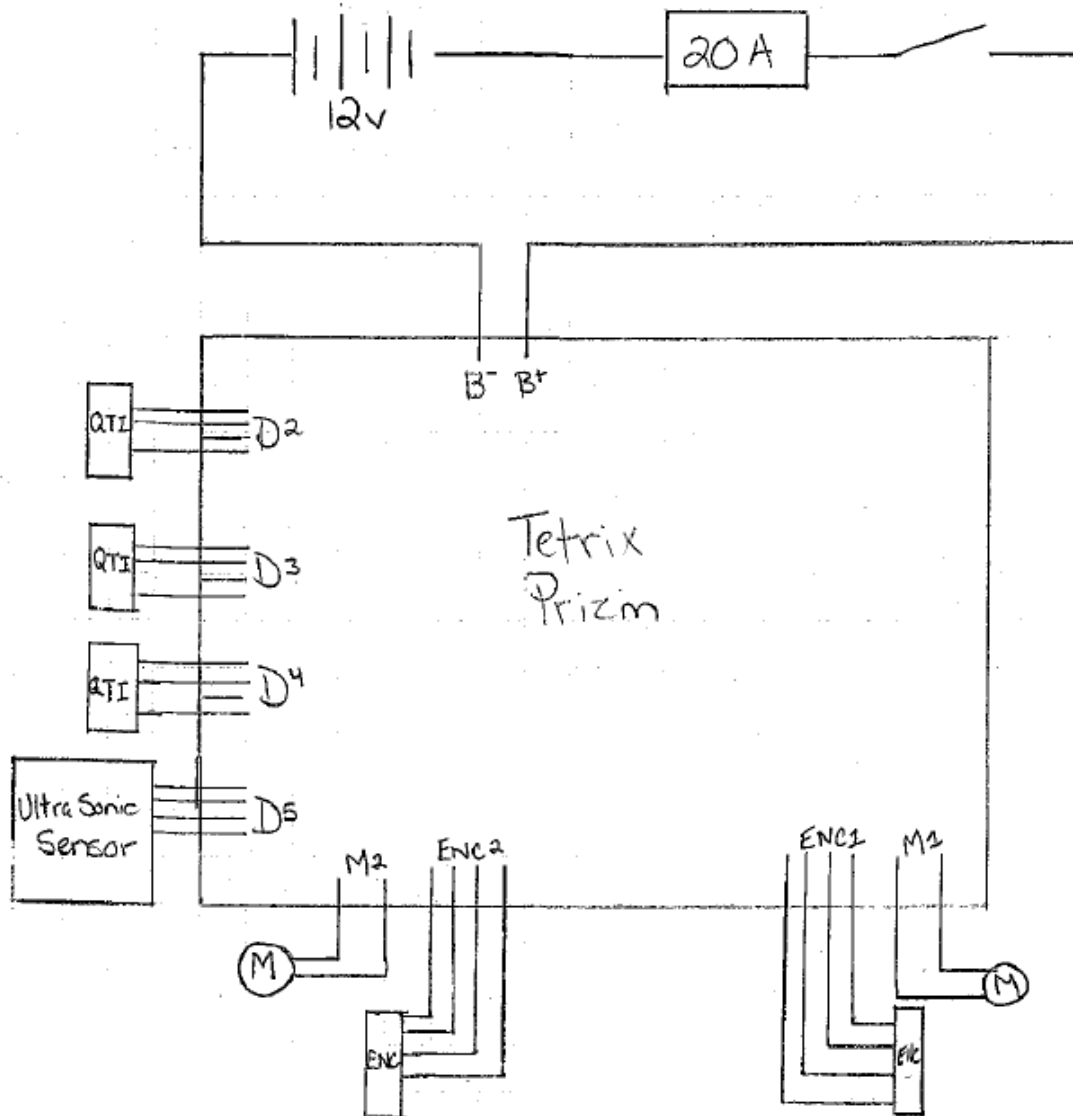 20A
12v
B- B+
QTI D2
Tetrix
Prizm
QTI D3
QTI D4
Ultra Sonic
Sensor
D5
M2 ENC2 ENC1 M1
M M
ENC ENC